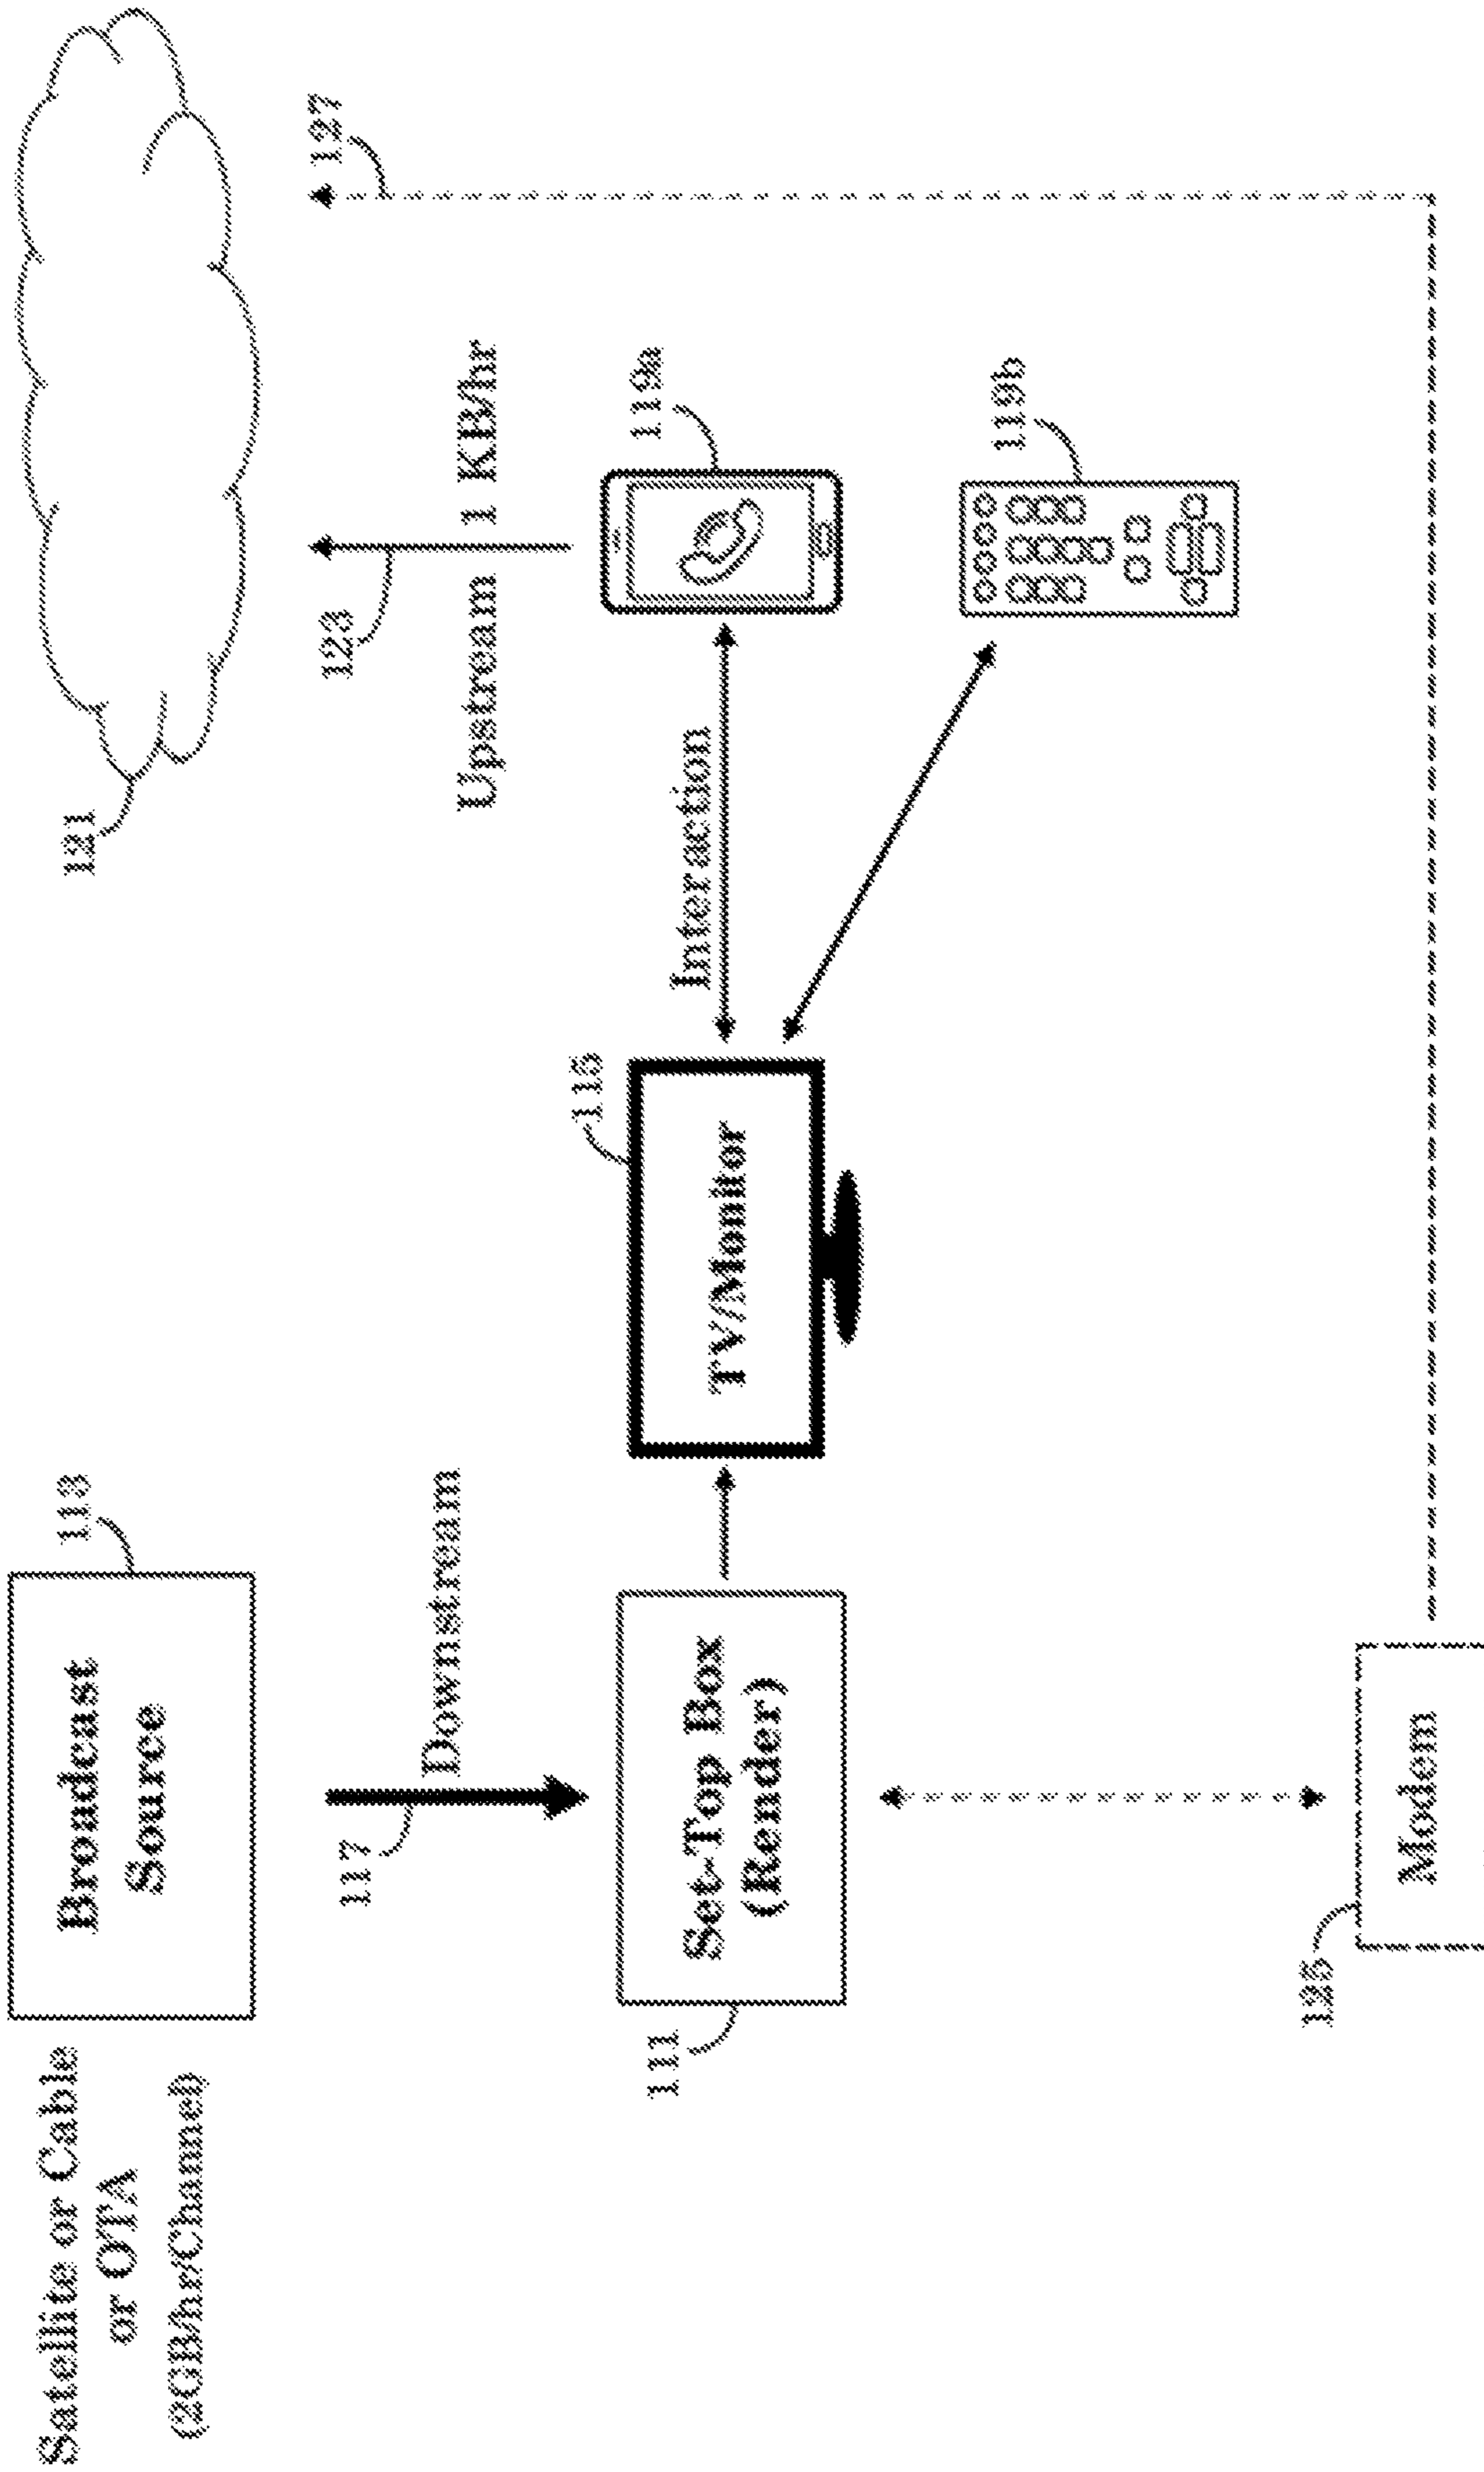 Satellite or Cable
or OTA
(2GB/hr/Channel)
Broadcast
Source
113
121
117
Downstream
123
Upstream
1 KB/hr
127
111
Set-Top Box
(Render)
115
TV/Monitor
Interaction
119a
119b
125
Modem